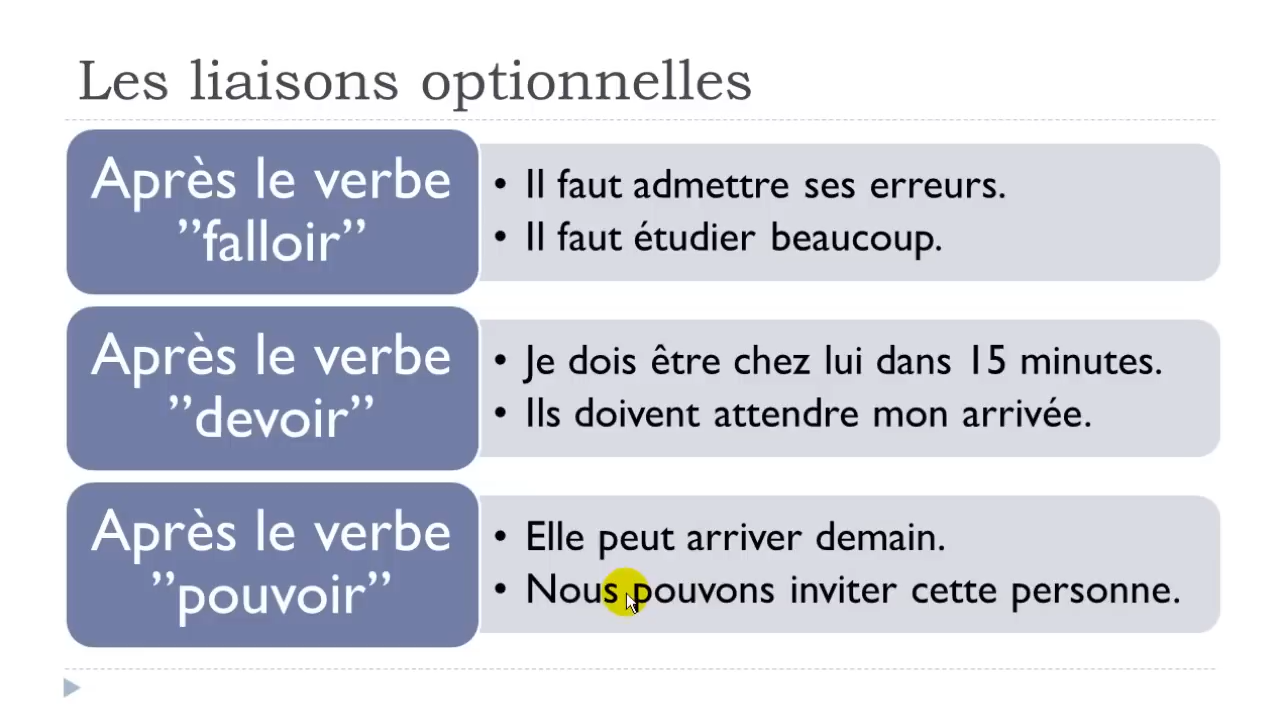 Les liaisons optionnelles
Après le verbe
”falloir”
• Il faut admettre ses erreurs.
• Il faut étudier beaucoup.
Après le verbe
”devoir”
• Je dois être chez lui dans 15 minutes.
• Ils doivent attendre mon arrivée.
Après le verbe
”pouvoir”
• Elle peut arriver demain.
• Nous pouvons inviter cette personne.